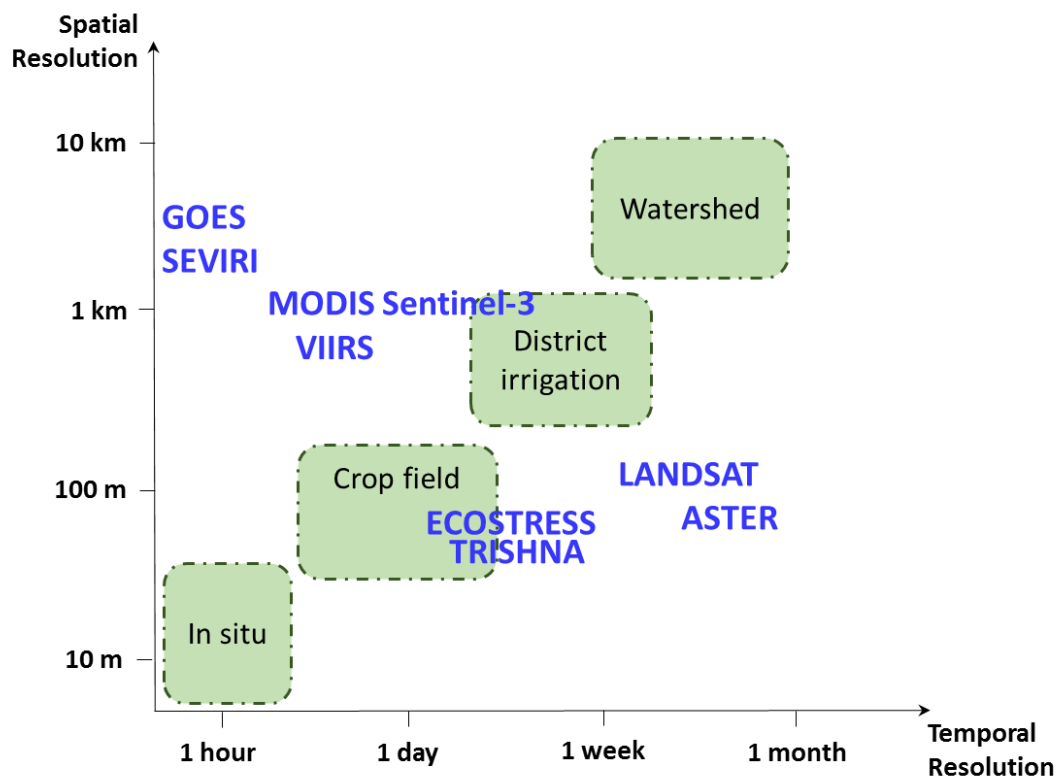 Spatial
Resolution
10 km
Watershed
GOES
SEVIRI
MODIS Sentinel-3
1 km
VIIRS
District
irrigation
Crop field
LANDSAT
100 m
ASTER
ECOSTRESS
TRISHNA
In situ
10 m
1 hour
1 day
1 week
1 month
Temporal
Resolution